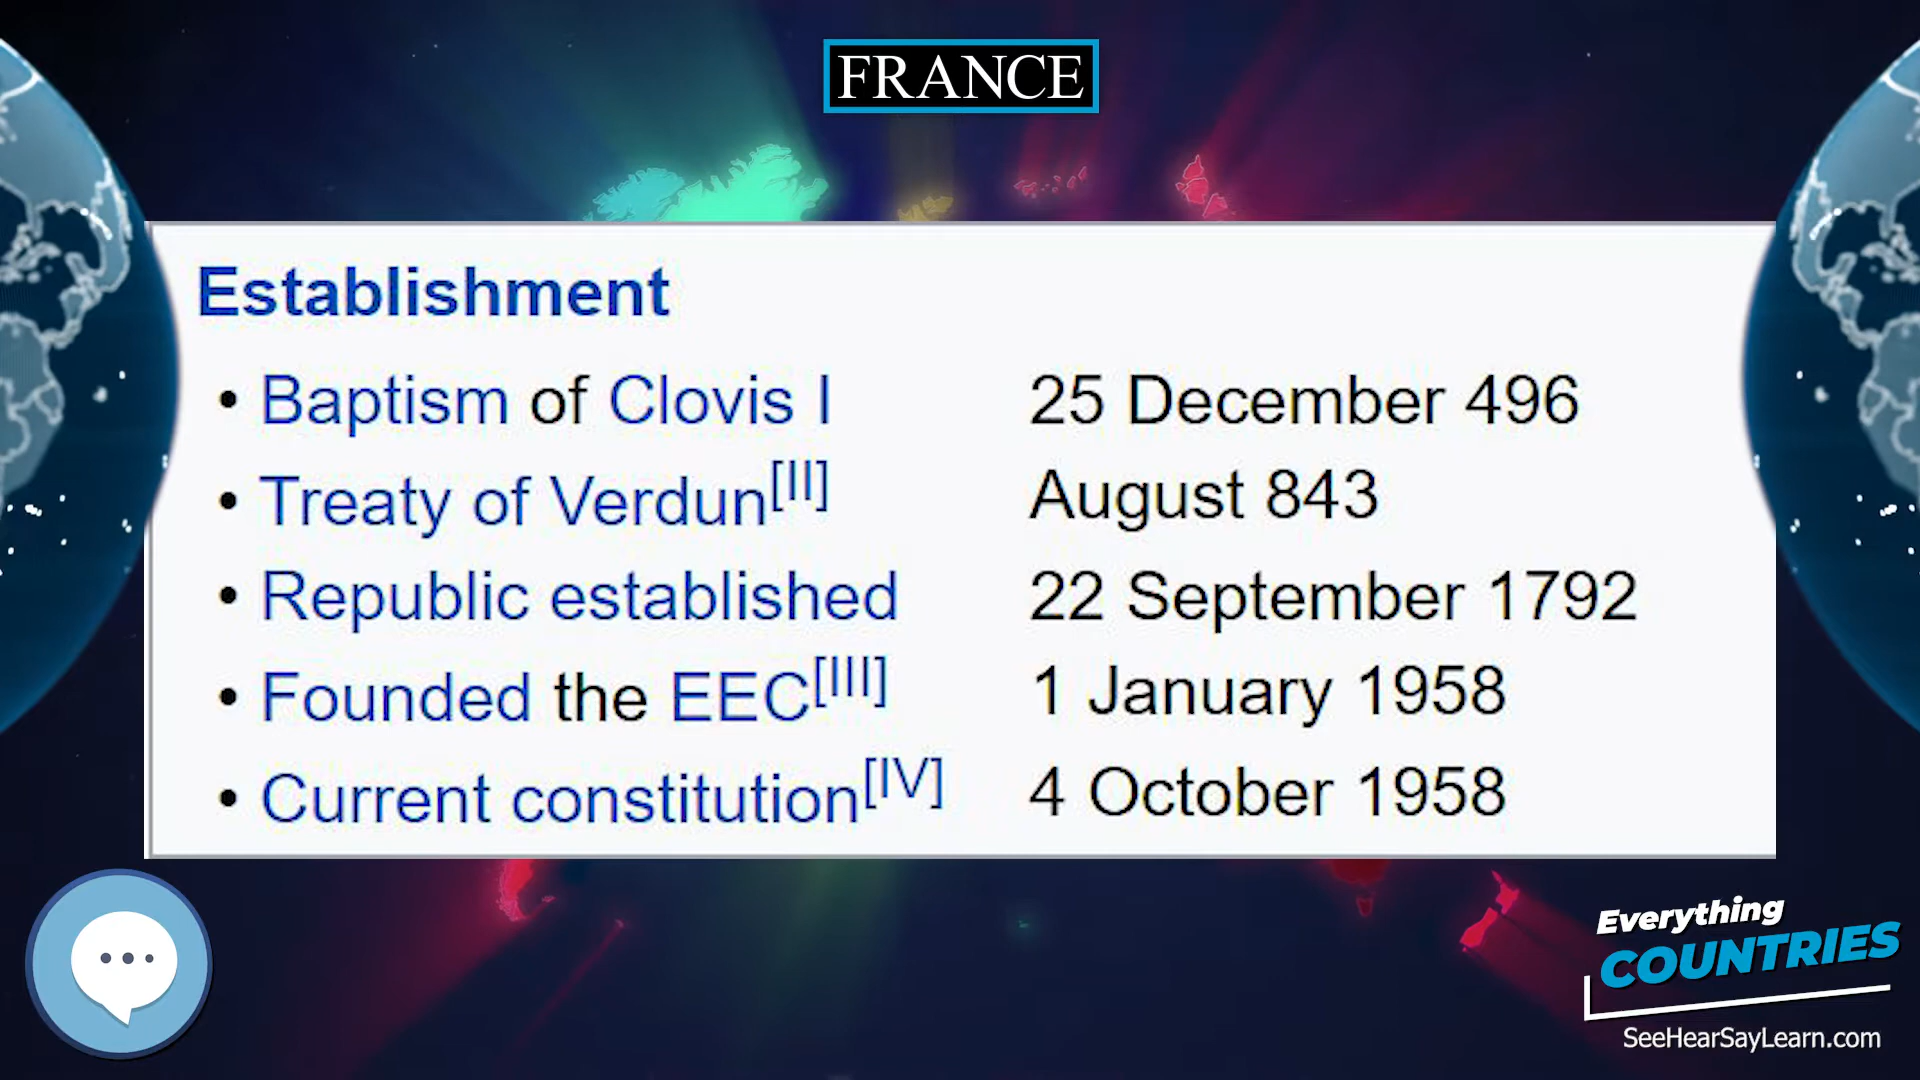 FRANCE
Establishment
• Baptism of Clovis I 25 December 496
• Treaty of Verdun[II] August 843
• Republic established 22 September 1792
• Founded the EEC[III] 1 January 1958
• Current constitution[IV] 4 October 1958
Everything
COUNTRIES
SeeHearSayLearn.com